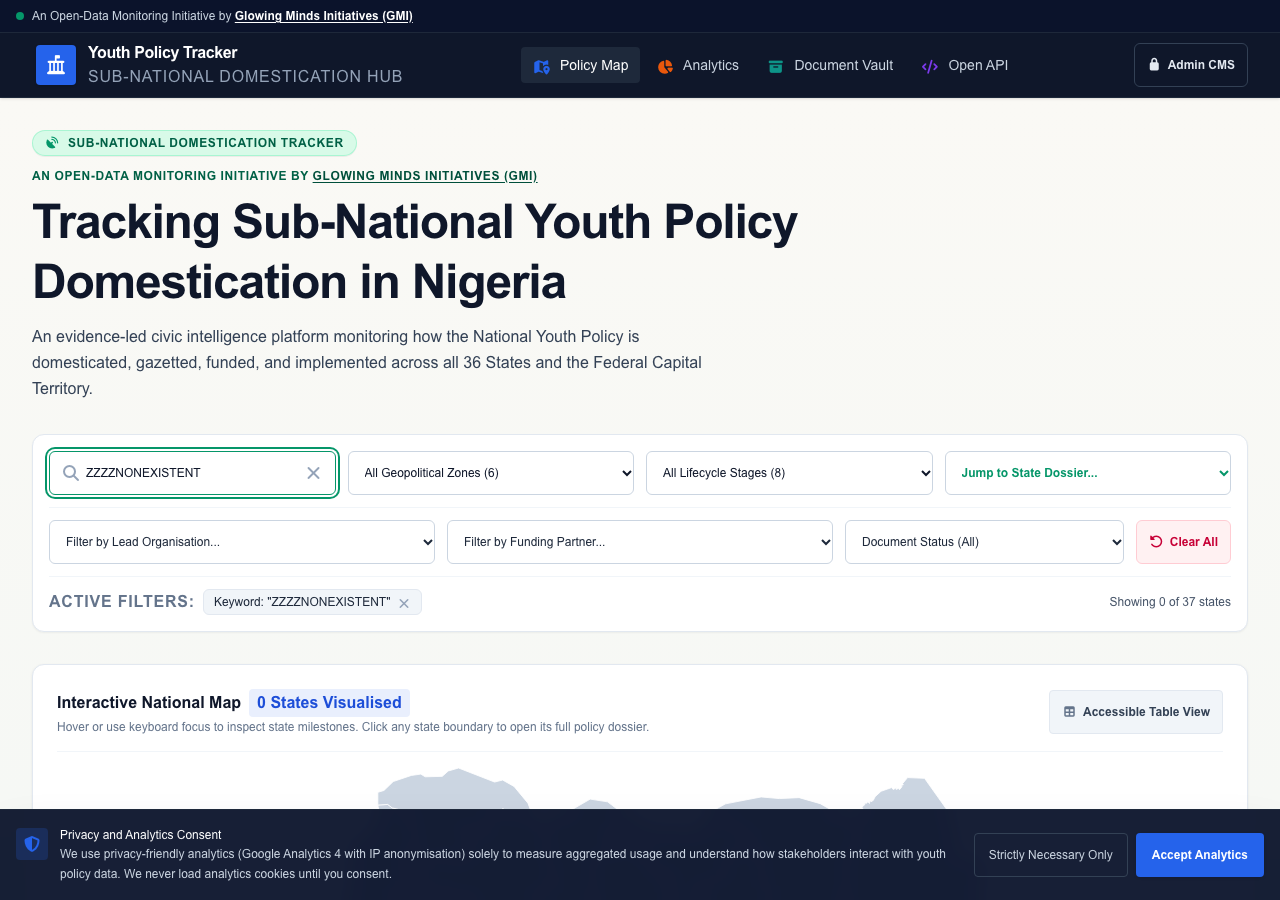 An Open-Data Monitoring Initiative by Glowing Minds Initiatives (GMI)
Youth Policy Tracker
SUB-NATIONAL DOMESTICATION HUB
Policy Map
Analytics
Document Vault
Open API
Admin CMS
SUB-NATIONAL DOMESTICATION TRACKER
AN OPEN-DATA MONITORING INITIATIVE BY GLOWING MINDS INITIATIVES (GMI)
Tracking Sub-National Youth Policy
Domestication in Nigeria
An evidence-led civic intelligence platform monitoring how the National Youth Policy is
domesticated, gazetted, funded, and implemented across all 36 States and the Federal Capital
Territory.
ZZZZNONEXISTENT
All Geopolitical Zones (6)
All Lifecycle Stages (8)
Jump to State Dossier...
Filter by Lead Organisation...
Filter by Funding Partner...
Document Status (All)
Clear All
ACTIVE FILTERS:
Keyword: "ZZZZNONEXISTENT"
Showing 0 of 37 states
Interactive National Map
0 States Visualised
Hover or use keyboard focus to inspect state milestones. Click any state boundary to open its full policy dossier.
Accessible Table View
Privacy and Analytics Consent
We use privacy-friendly analytics (Google Analytics 4 with IP anonymisation) solely to measure aggregated usage and understand how stakeholders interact with youth
policy data. We never load analytics cookies until you consent.
Strictly Necessary Only
Accept Analytics